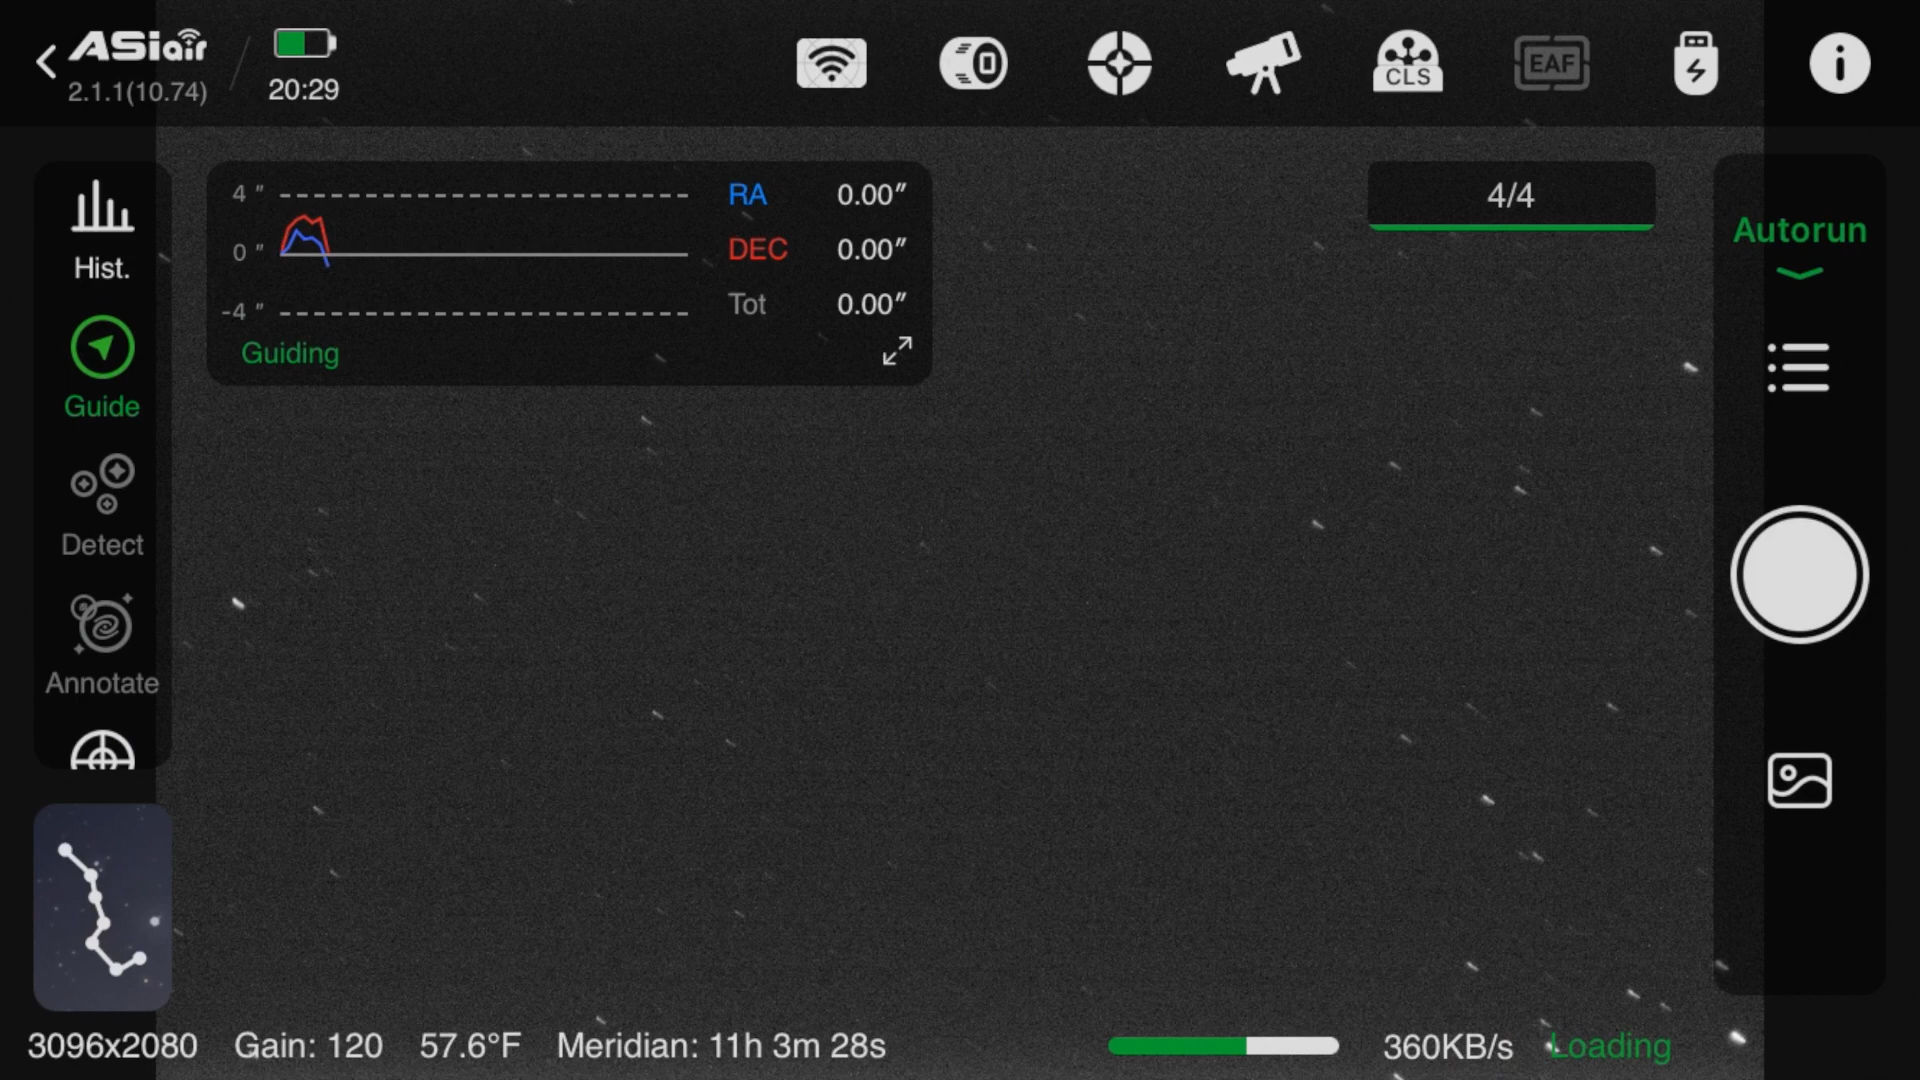 ASiair
2.1.1(10.74)
20:29
CLS
EAF
Hist.
Guide
Detect
Annotate
4 "
0 "
-4 "
RA 0.00"
DEC 0.00"
Tot 0.00"
Guiding
4/4
Autorun
3096x2080 Gain: 120 57.6°F Meridian: 11h 3m 28s 360KB/s Loading